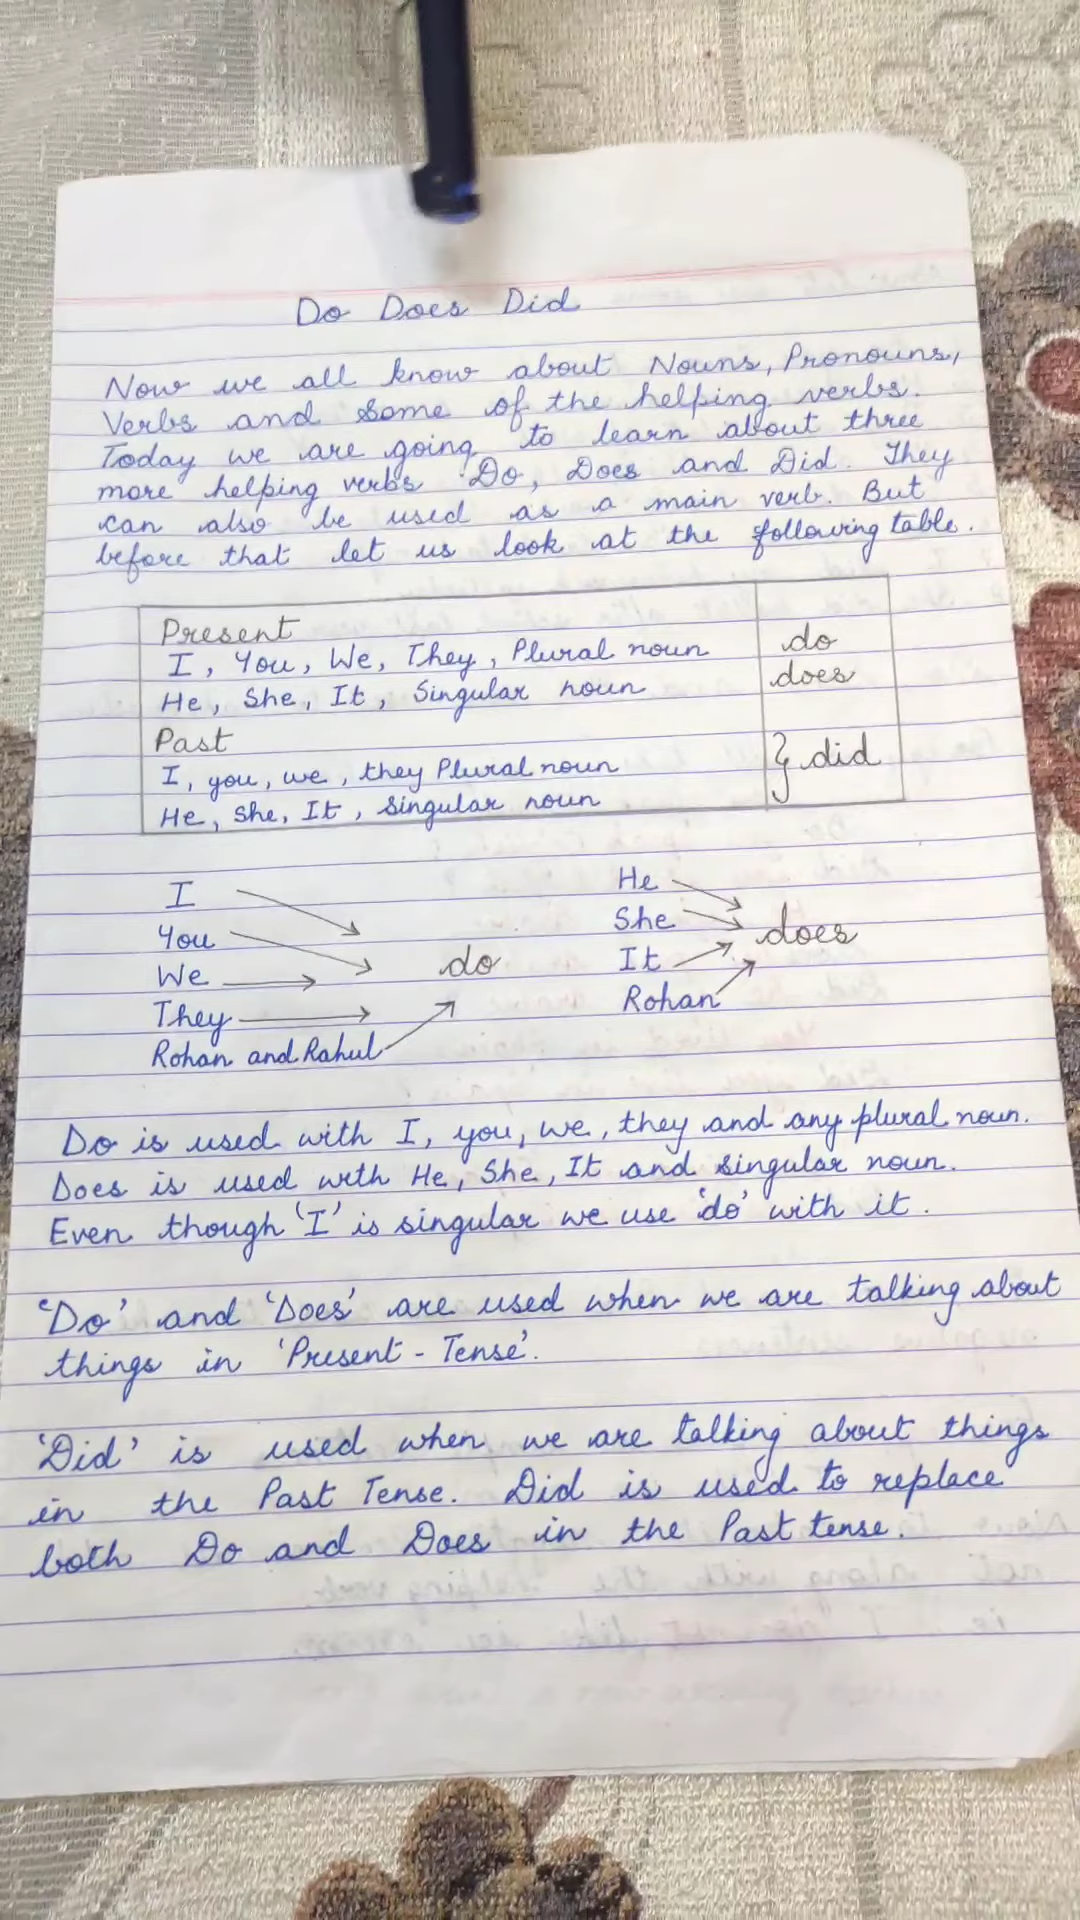 Do Does Did
Now we all know about Nouns, Pronouns,
Verbs and some of the helping verbs.
Today we are going to learn about three
more helping verbs Do, Does and Did. They
can also be used as a main verb. But
before that let us look at the following table.
Present
I, You, We, They, Plural noun do
He, She, It, Singular noun does
Past
I, you, we, they Plural noun } did
He, She, It, Singular noun
I
You
We
They
Rohan and Rahul
do
He
She
It
Rohan
does
Do is used with I, you, we, they and any plural noun.
Does is used with He, She, It and singular noun.
Even though 'I' is singular we use 'do' with it.
'Do' and 'Does' are used when we are talking about
things in 'Present - Tense'.
'Did' is used when we are talking about things
in the Past Tense. Did is used to replace
both Do and Does in the Past tense.